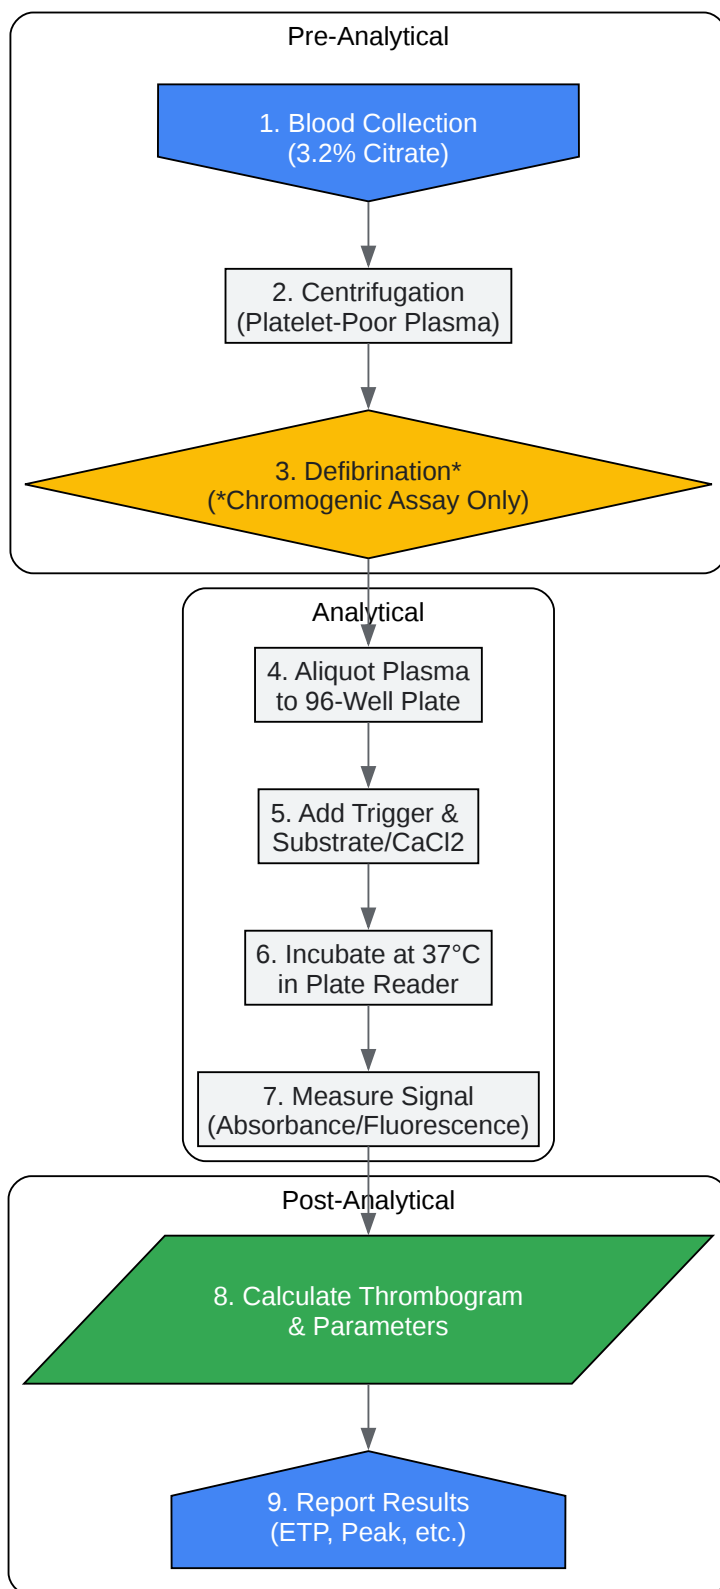 Pre-Analytical
1. Blood Collection
(3.2% Citrate)
2. Centrifugation
(Platelet-Poor Plasma)
3. Defibrination*
(*Chromogenic Assay Only)
Analytical
4. Aliquot Plasma
to 96-Well Plate
5. Add Trigger &
Substrate/CaCl2
6. Incubate at 37°C
in Plate Reader
7. Measure Signal
(Absorbance/Fluorescence)
Post-Analytical
8. Calculate Thrombogram
& Parameters
9. Report Results
(ETP, Peak, etc.)